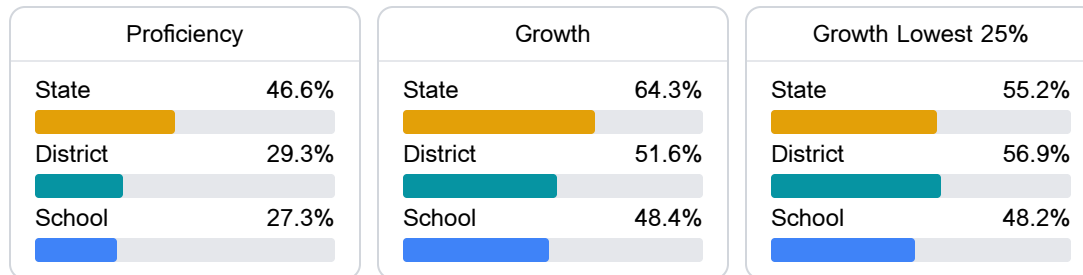 Proficiency
State 46.6%
District 29.3%
School 27.3%
Growth
State 64.3%
District 51.6%
School 48.4%
Growth Lowest 25%
State 55.2%
District 56.9%
School 48.2%